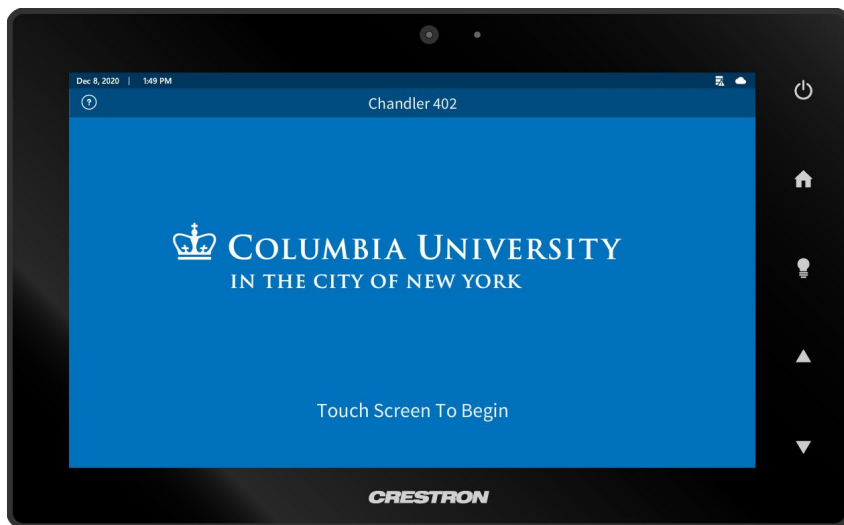 Dec 8, 2020 | 1:49 PM
?
Chandler 402
COLUMBIA UNIVERSITY
IN THE CITY OF NEW YORK
Touch Screen To Begin
CRESTRON